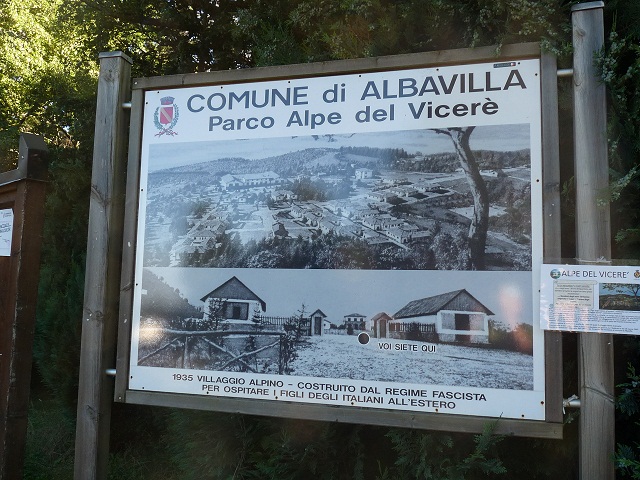 COMUNE di ALBAVILLA
Parco Alpe del Vicerè
VOI SIETE QUI
1935 VILLAGGIO ALPINO - COSTRUITO DAL REGIME FASCISTA
PER OSPITARE I FIGLI DEGLI ITALIANI ALL'ESTERO
ALPE DEL VICERE'